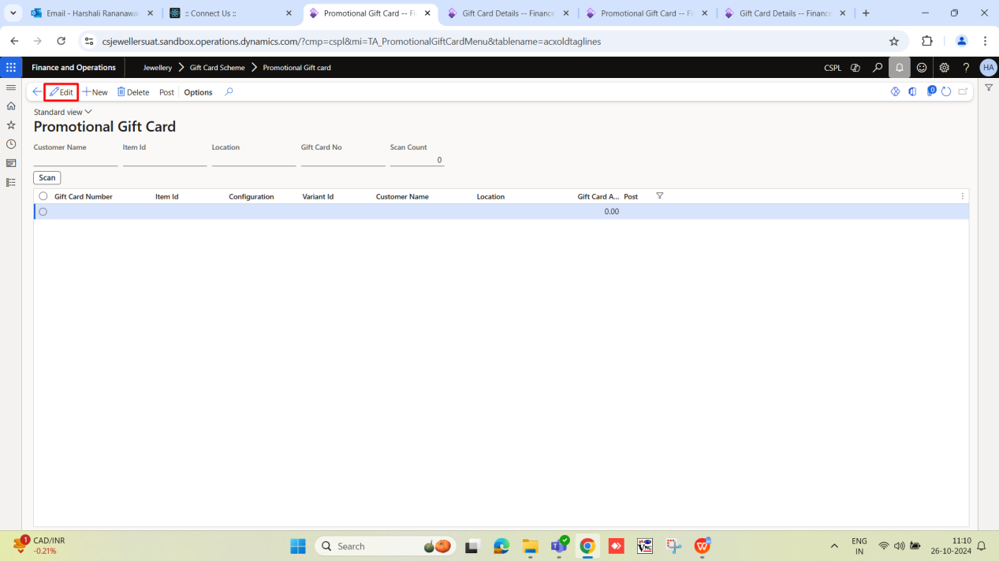 Email - Harshali Rananawa
:: Connect Us ::
Promotional Gift Card -- Fi
Gift Card Details -- Finance
Promotional Gift Card -- Fi
Gift Card Details -- Finance
csjewellersuat.sandbox.operations.dynamics.com/?cmp=cspl&mi=TA_PromotionalGiftCardMenu&tablename=acxoldtaglines
Finance and Operations Jewellery Gift Card Scheme Promotional Gift card CSPL ? HA
Edit New Delete Post Options 0
Standard view
Promotional Gift Card
Customer Name Item Id Location Gift Card No Scan Count
0
Scan
Gift Card Number Item Id Configuration Variant Id Customer Name Location Gift Card A... Post
0.00
1 CAD/INR
-0.21%
Search
ENG
IN
11:10
26-10-2024